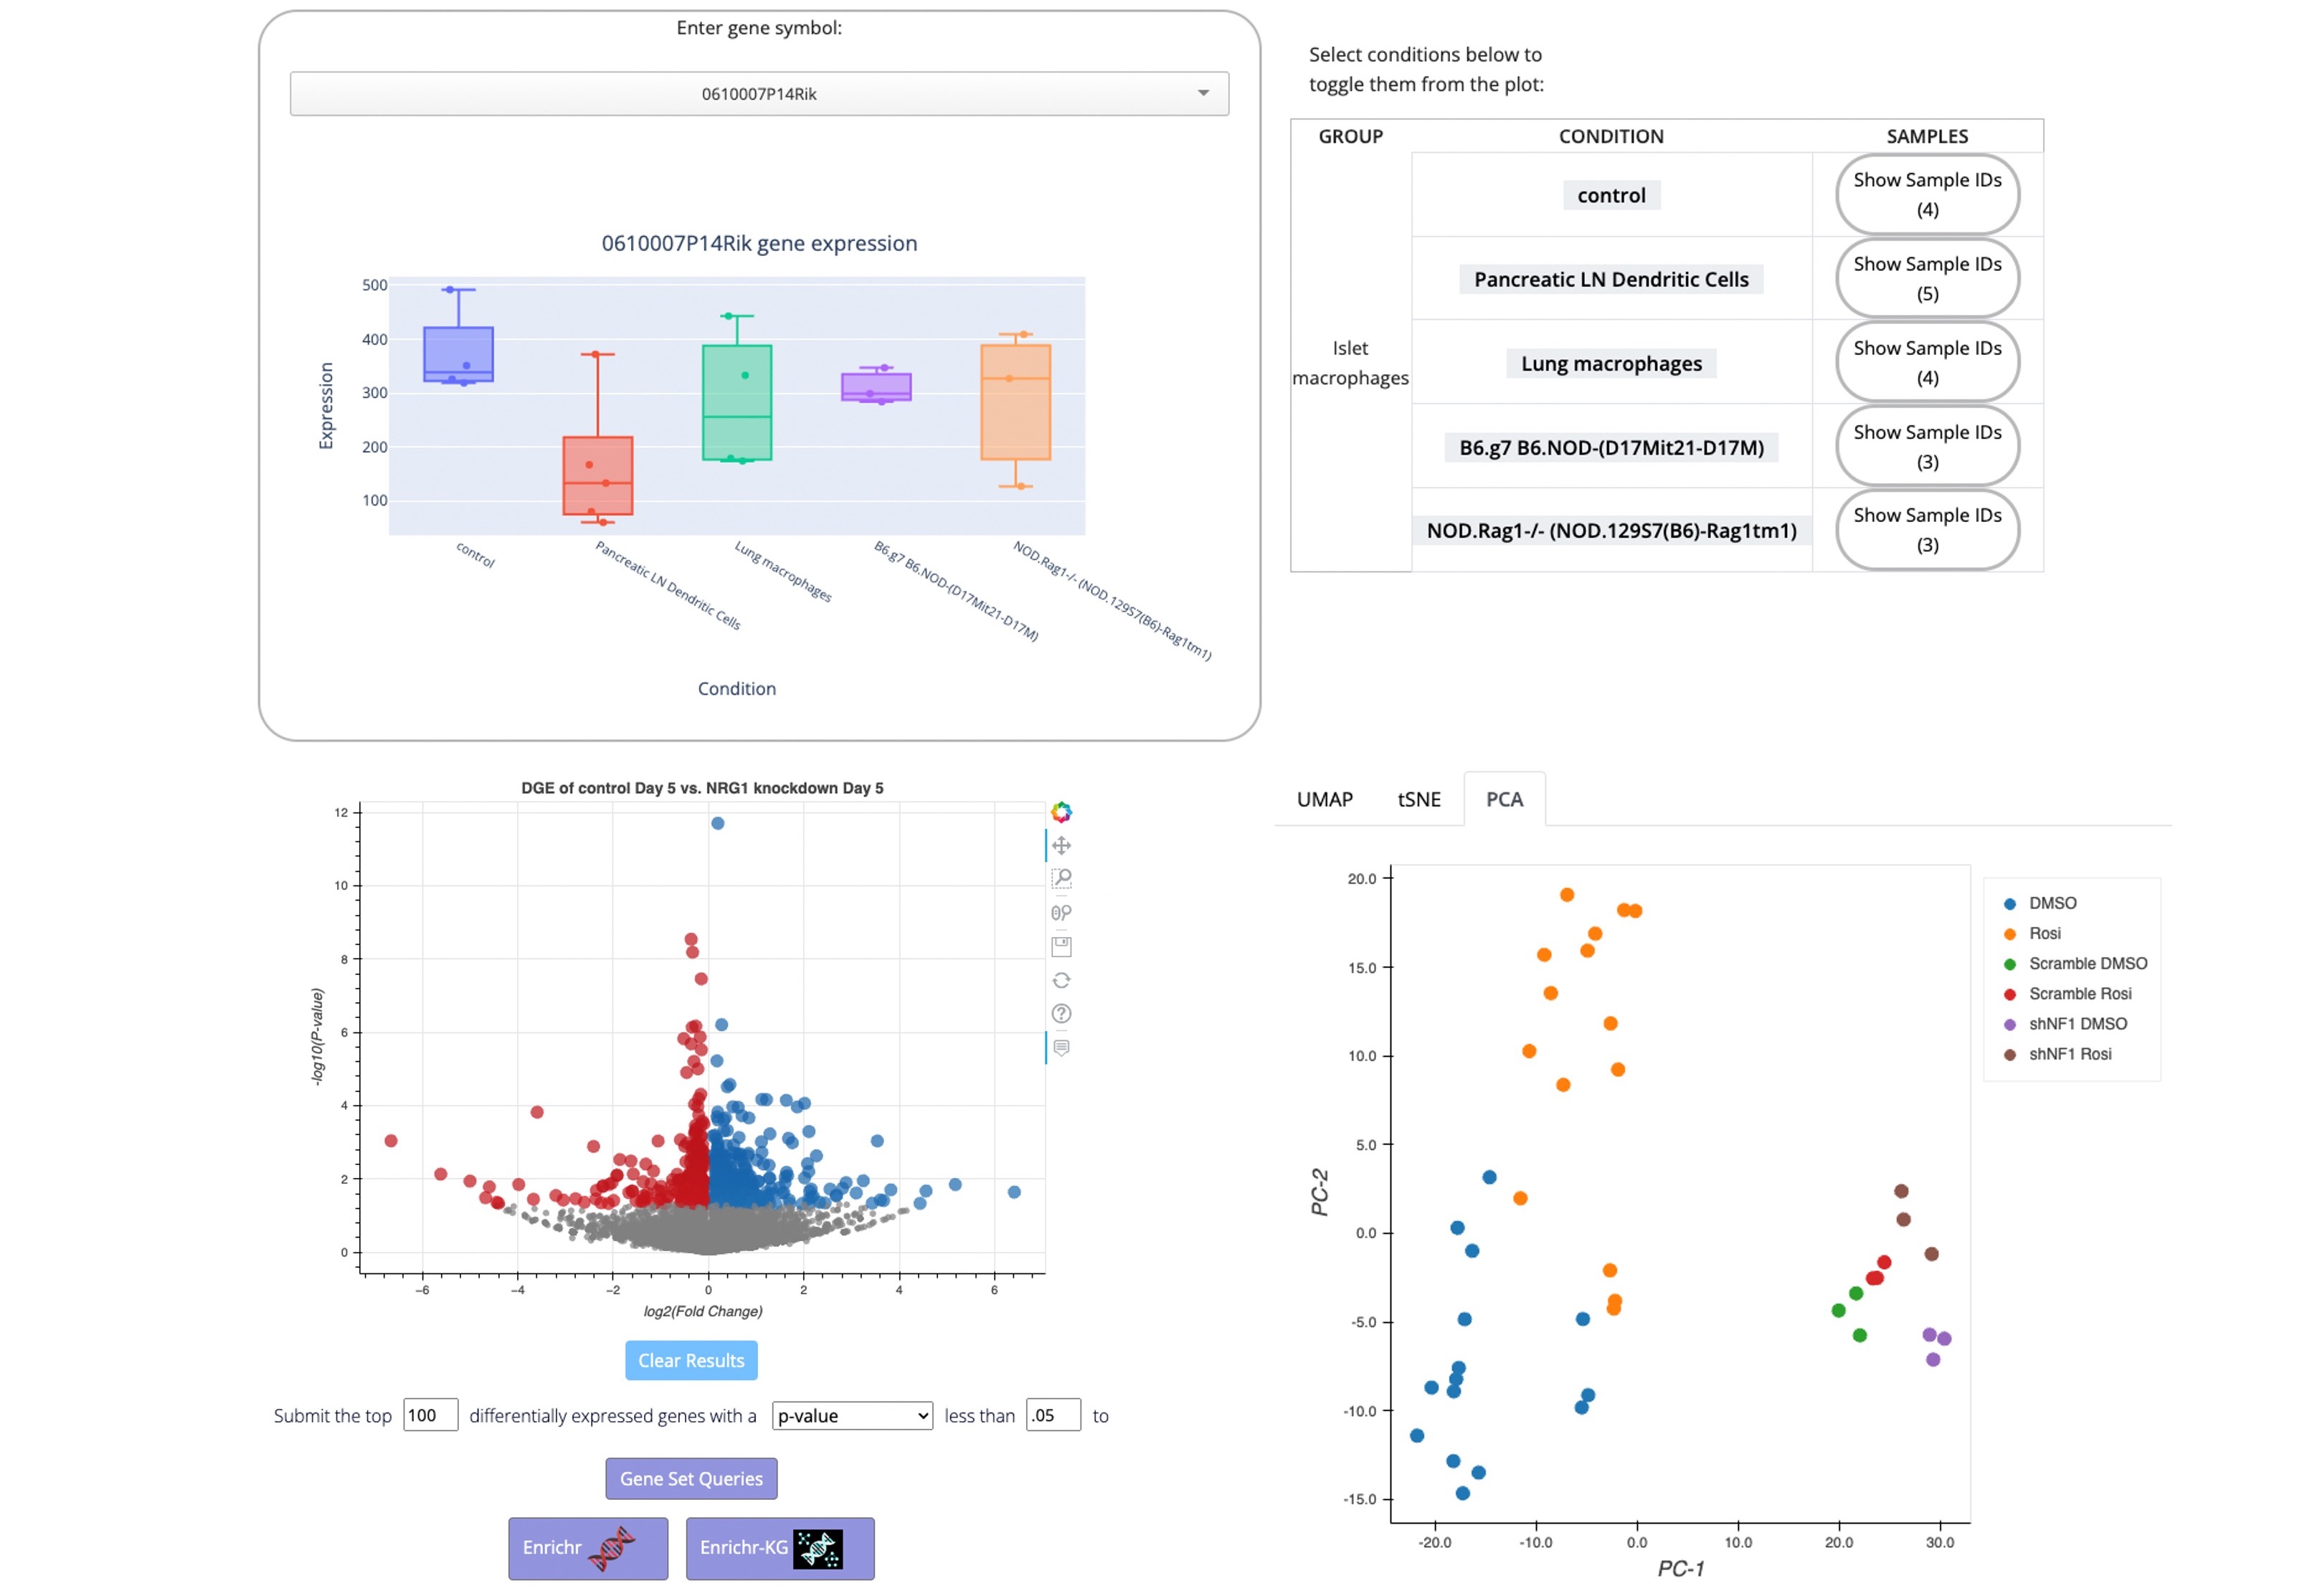 Enter gene symbol:
0610007P14Rik
0610007P14Rik gene expression
500
400
300
200
100
Expression
control
Pancreatic LN Dendritic Cells
Lung macrophages
B6.g7 B6.NOD-(D17Mit21-D17M)
NOD.Rag1-/- (NOD.129S7(B6)-Rag1tm1)
Condition
Select conditions below to
toggle them from the plot:
GROUP CONDITION SAMPLES
control
Show Sample IDs
(4)
Pancreatic LN Dendritic Cells
Show Sample IDs
(5)
Islet
macrophages
Lung macrophages
Show Sample IDs
(4)
B6.g7 B6.NOD-(D17Mit21-D17M)
Show Sample IDs
(3)
NOD.Rag1-/- (NOD.129S7(B6)-Rag1tm1)
Show Sample IDs
(3)
DGE of control Day 5 vs. NRG1 knockdown Day 5
12
10
8
6
4
2
0
-log10(P-value)
−6 −4 −2 0 2 4 6
log2(Fold Change)
Clear Results
Submit the top 100 differentially expressed genes with a p-value less than .05 to
Gene Set Queries
Enrichr Enrichr-KG
UMAP tSNE PCA
20.0
15.0
10.0
5.0
0.0
-5.0
-10.0
-15.0
PC-2
-20.0 -10.0 0.0 10.0 20.0 30.0
PC-1
DMSO
Rosi
Scramble DMSO
Scramble Rosi
shNF1 DMSO
shNF1 Rosi